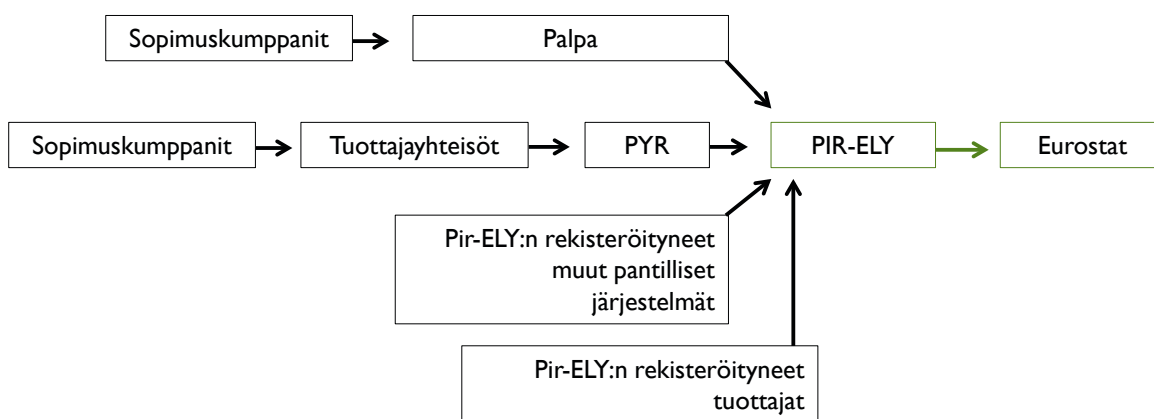 Sopimuskumppanit
Palpa
Sopimuskumppanit
Tuottajayhteisöt
PYR
PIR-ELY
Eurostat
Pir-ELY:n rekisteröityneet
muut pantilliset
järjestelmät
Pir-ELY:n rekisteröityneet
tuottajat